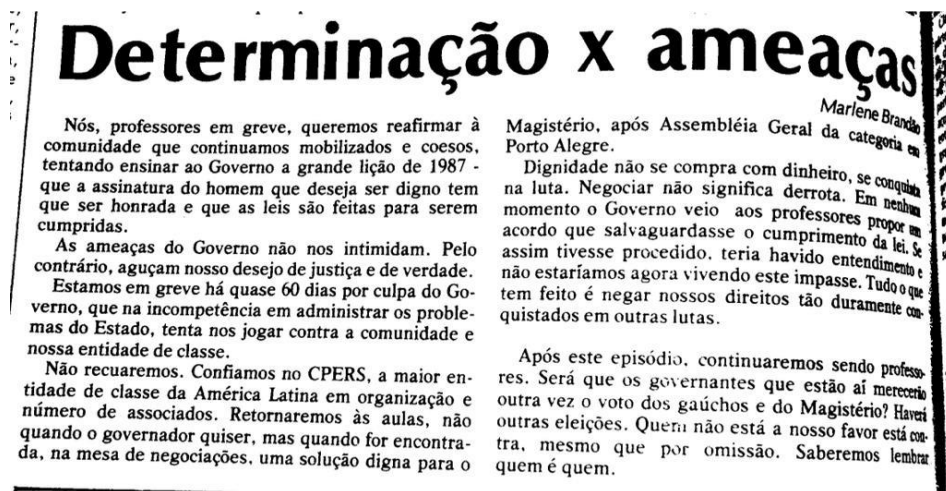 Determinação x ameaças
Marlene Brandão
Nós, professores em greve, queremos reafirmar à
comunidade que continuamos mobilizados e coesos,
tentando ensinar ao Governo a grande lição de 1987 -
que a assinatura do homem que deseja ser digno tem
que ser honrada e que as leis são feitas para serem
cumpridas.
As ameaças do Governo não nos intimidam. Pelo
contrário, aguçam nosso desejo de justiça e de verdade.
Estamos em greve há quase 60 dias por culpa do Go-
verno, que na incompetência em administrar os proble-
mas do Estado, tenta nos jogar contra a comunidade e
nossa entidade de classe.
Não recuaremos. Confiamos no CPERS, a maior en-
tidade de classe da América Latina em organização e
número de associados. Retornaremos às aulas, não
quando o governador quiser, mas quando for encontra-
da, na mesa de negociações, uma solução digna para o
Magistério, após Assembléia Geral da categoria em
Porto Alegre.
Dignidade não se compra com dinheiro, se conquista
na luta. Negociar não significa derrota. Em nenhum
momento o Governo veio aos professores propor um
acordo que salvaguardasse o cumprimento da lei. Se
assim tivesse procedido, teria havido entendimento e
não estaríamos agora vivendo este impasse. Tudo o que
tem feito é negar nossos direitos tão duramente con-
quistados em outras lutas.
Após este episódio, continuaremos sendo professo-
res. Será que os governantes que estão aí merecerão
outra vez o voto dos gaúchos e do Magistério? Haverá
outras eleições. Quem não está a nosso favor está con-
tra, mesmo que por omissão. Saberemos lembrar
quem é quem.